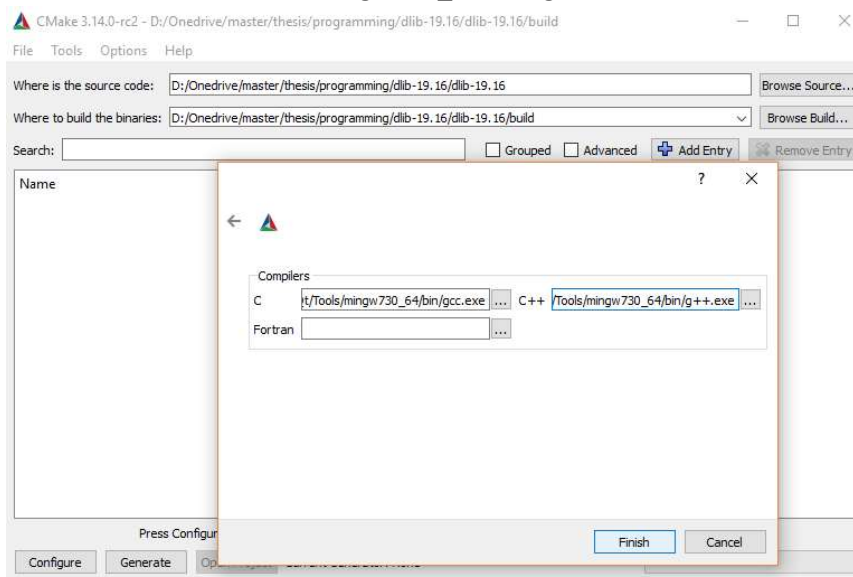 CMake 3.14.0-rc2 - D:/Onedrive/master/thesis/programming/dlib-19.16/dlib-19.16/build
File Tools Options Help
Where is the source code: D:/Onedrive/master/thesis/programming/dlib-19.16/dlib-19.16 Browse Source...
Where to build the binaries: D:/Onedrive/master/thesis/programming/dlib-19.16/dlib-19.16/build Browse Build...
Search: Grouped Advanced Add Entry Remove Entry
Name
?
Compilers
C t/Tools/mingw730_64/bin/gcc.exe ... C++ /Tools/mingw730_64/bin/g++.exe ...
Fortran ...
Press Configur
Finish Cancel
Configure Generate